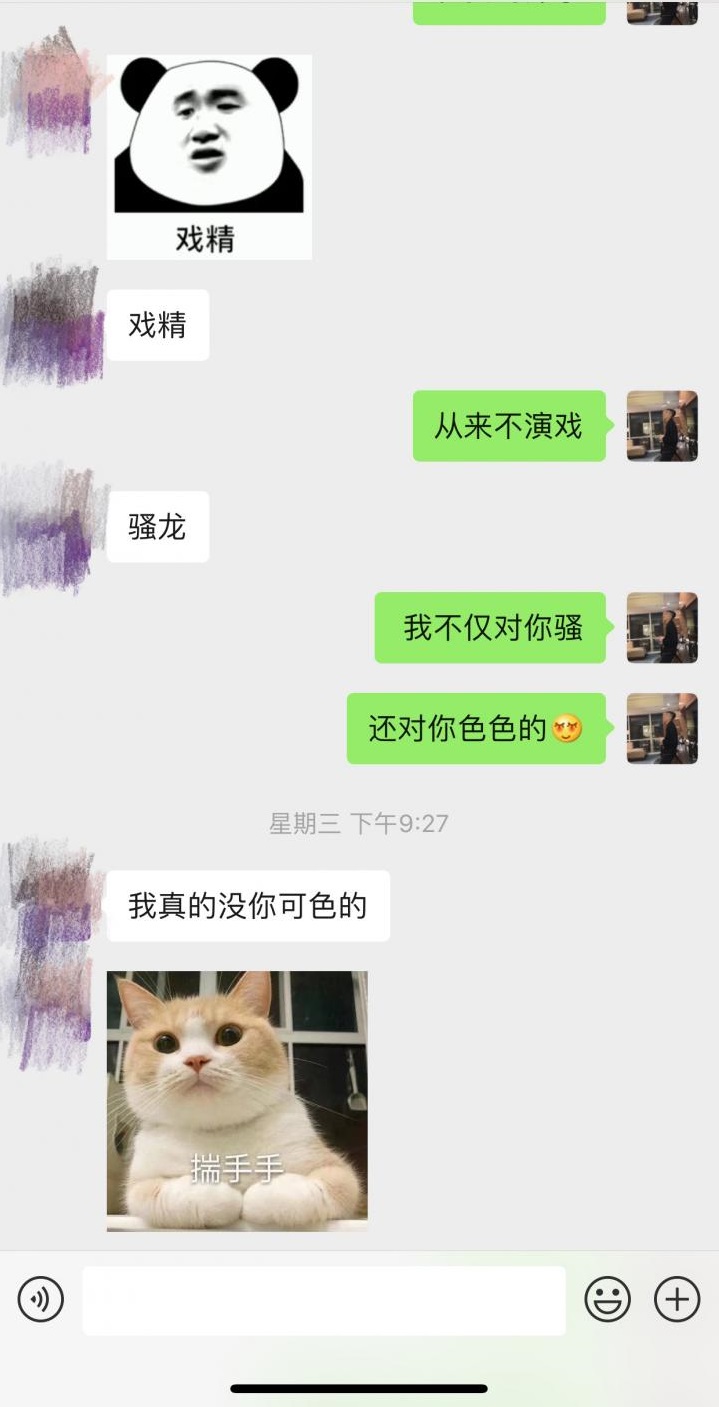 戏精
戏精
从来不演戏
骚龙
我不仅对你骚
还对你色色的
星期三 下午9:27
我真的没你可色的
揣手手